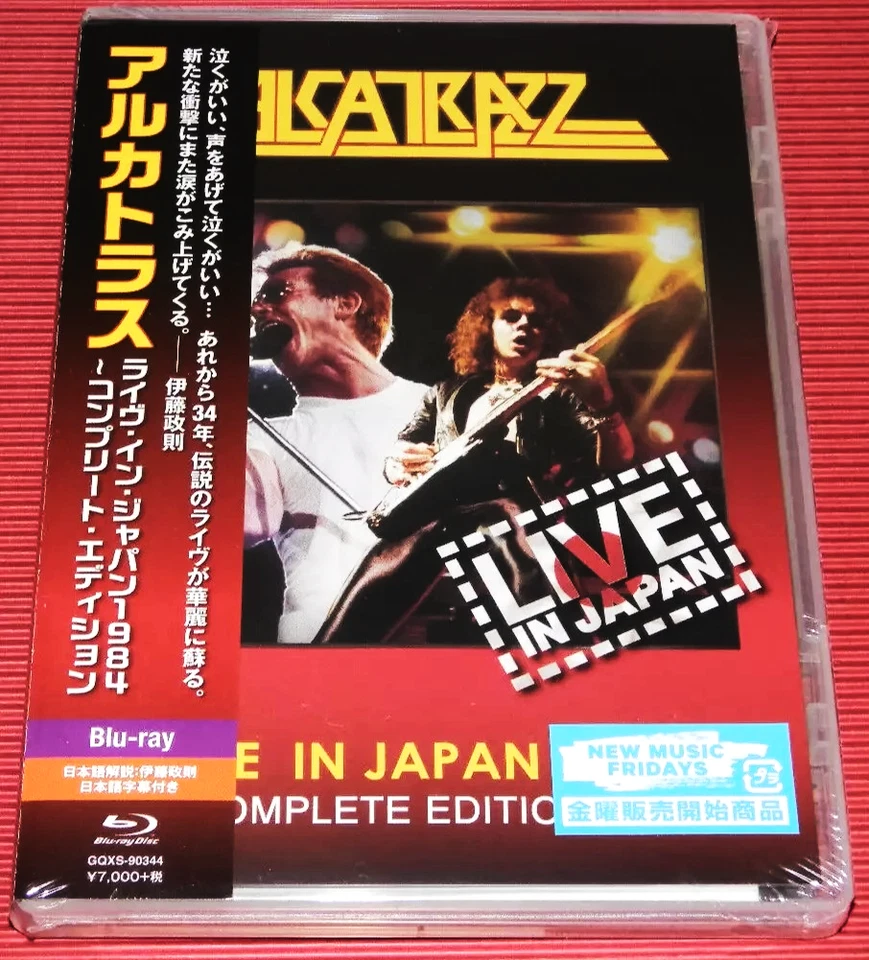 泣くがいい、声をあげて泣くがいい… あれから34年、伝説のライヴが華麗に蘇る。
新たな衝撃にまた涙がこみ上げてくる。── 伊藤政則
アルカトラス
ライヴ・イン・ジャパン1984
~コンプリート・エディション
Blu-ray
日本語解説:伊藤政則
日本語字幕付き
Blu-ray Disc
GQXS-90344
¥7,000+税
LCATRAZZ
LIVE
IN JAPAN
E IN JAPAN
OMPLETE EDITIO
NEW MUSIC
FRIDAYS
プラ
金曜販売開始商品